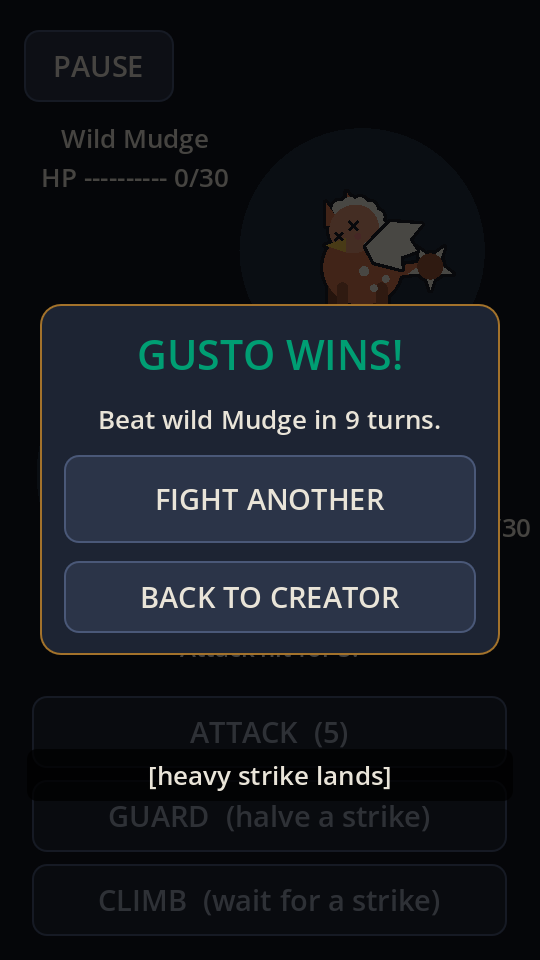 PAUSE
Wild Mudge
HP ---------- 0/30
GUSTO WINS!
Beat wild Mudge in 9 turns.
FIGHT ANOTHER
30
BACK TO CREATOR
ATTACK (5)
[heavy strike lands]
GUARD (halve a strike)
CLIMB (wait for a strike)